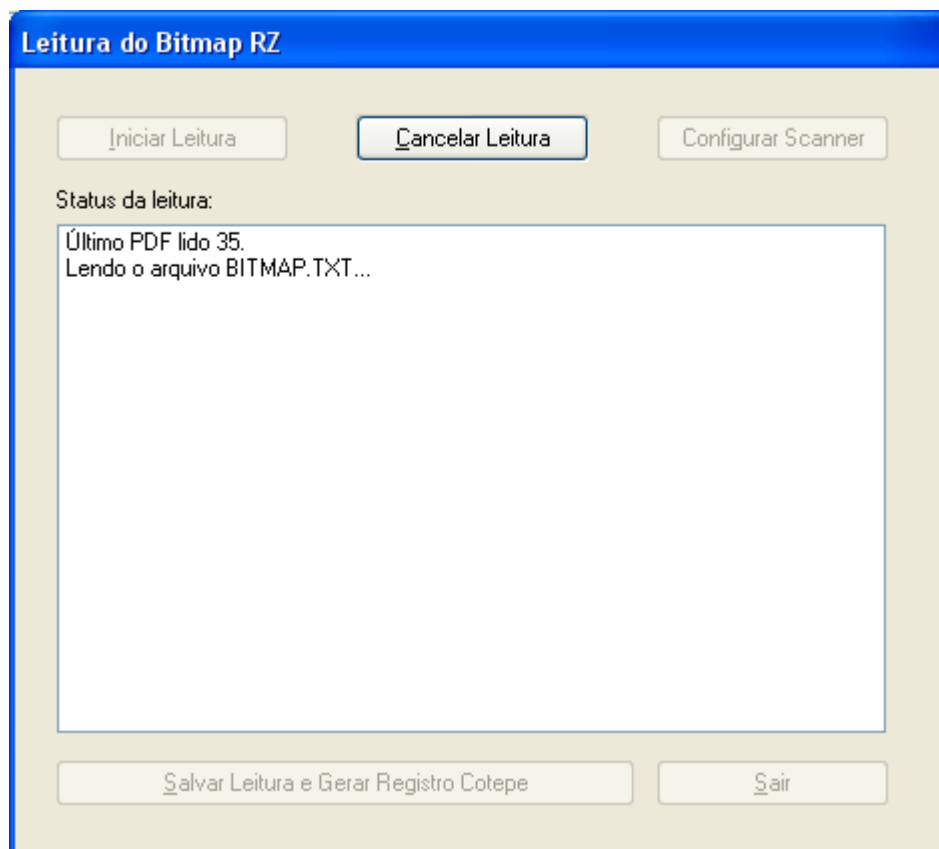 Leitura do Bitmap RZ
Iniciar Leitura
Cancelar Leitura
Configurar Scanner
Status da leitura:
Último PDF lido 35.
Lendo o arquivo BITMAP.TXT...
Salvar Leitura e Gerar Registro Cotepe
Sair